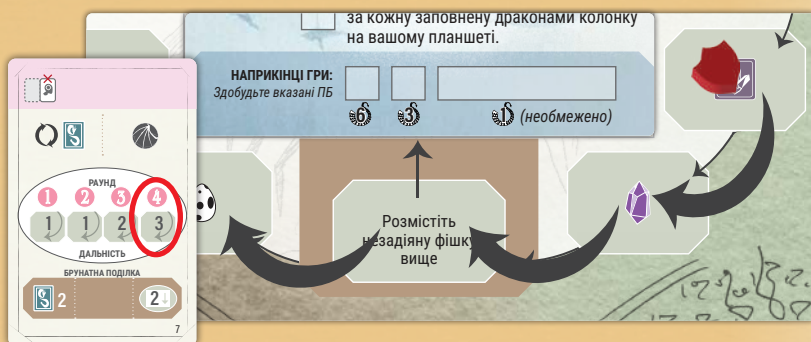 за кожну заповнену драконами колонку
на вашому планшеті.
НАПРИКІНЦІ ГРИ:
Здобудьте вказані ПБ
6 3 1 (необмежено)
РАУНД
1 2 3 4
1 1 2 3
ДАЛЬНІСТЬ
БРУНАТНА ПОДІЛКА
2 2
7
Розмістіть
незадіяну фішку
вище